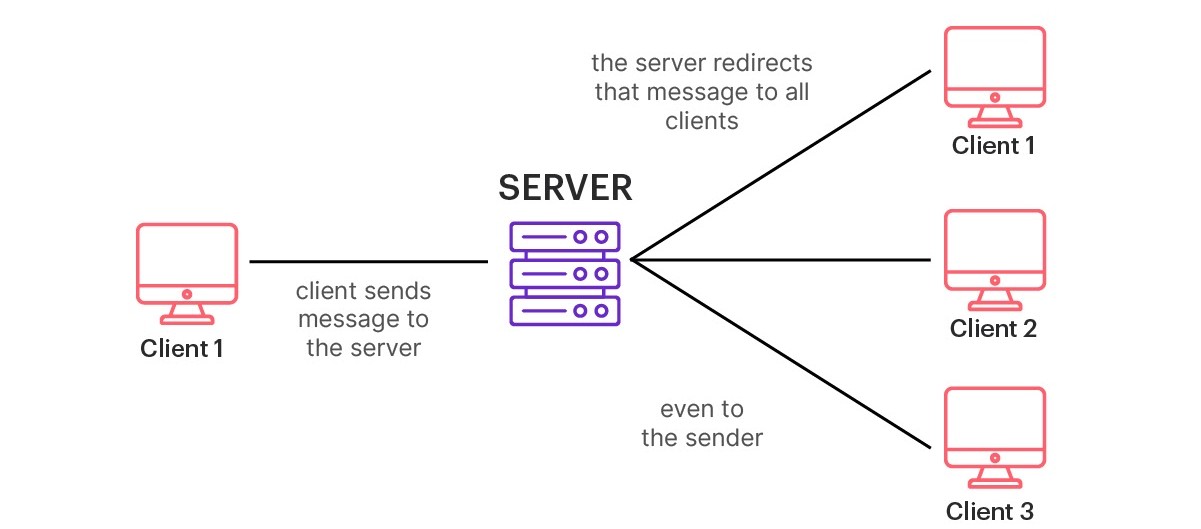 the server redirects
that message to all
clients
Client 1
SERVER
client sends
message to
the server
Client 1
Client 2
even to
the sender
Client 3